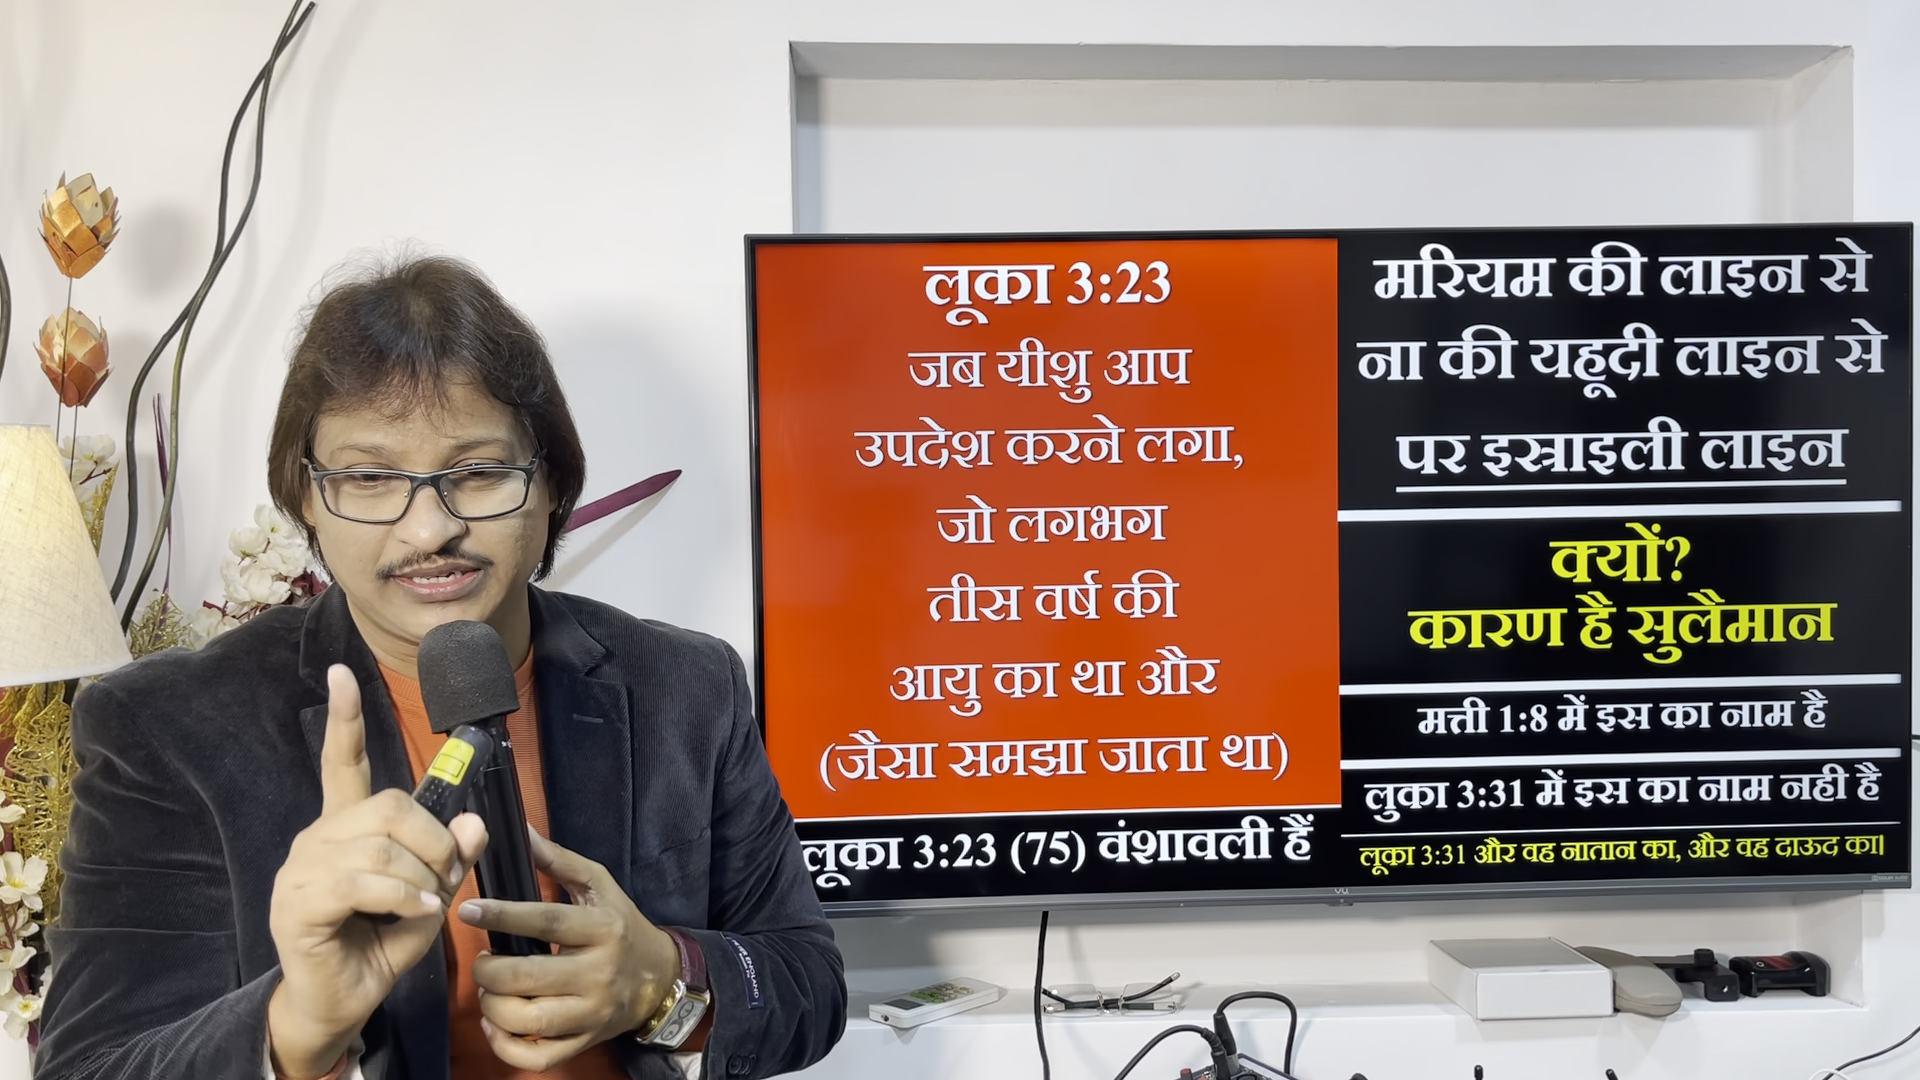 लूका 3:23
जब यीशु आप
उपदेश करने लगा,
जो लगभग
तीस वर्ष की
आयु का था और
(जैसा समझा जाता था)
लूका 3:23 (75) वंशावली हैं
मरियम की लाइन से
ना की यहूदी लाइन से
पर इस्राइली लाइन
क्यों?
कारण है सुलैमान
मत्ती 1:8 में इस का नाम है
लुका 3:31 में इस का नाम नही है
लूका 3:31 और वह नातान का, और वह दाऊद का।